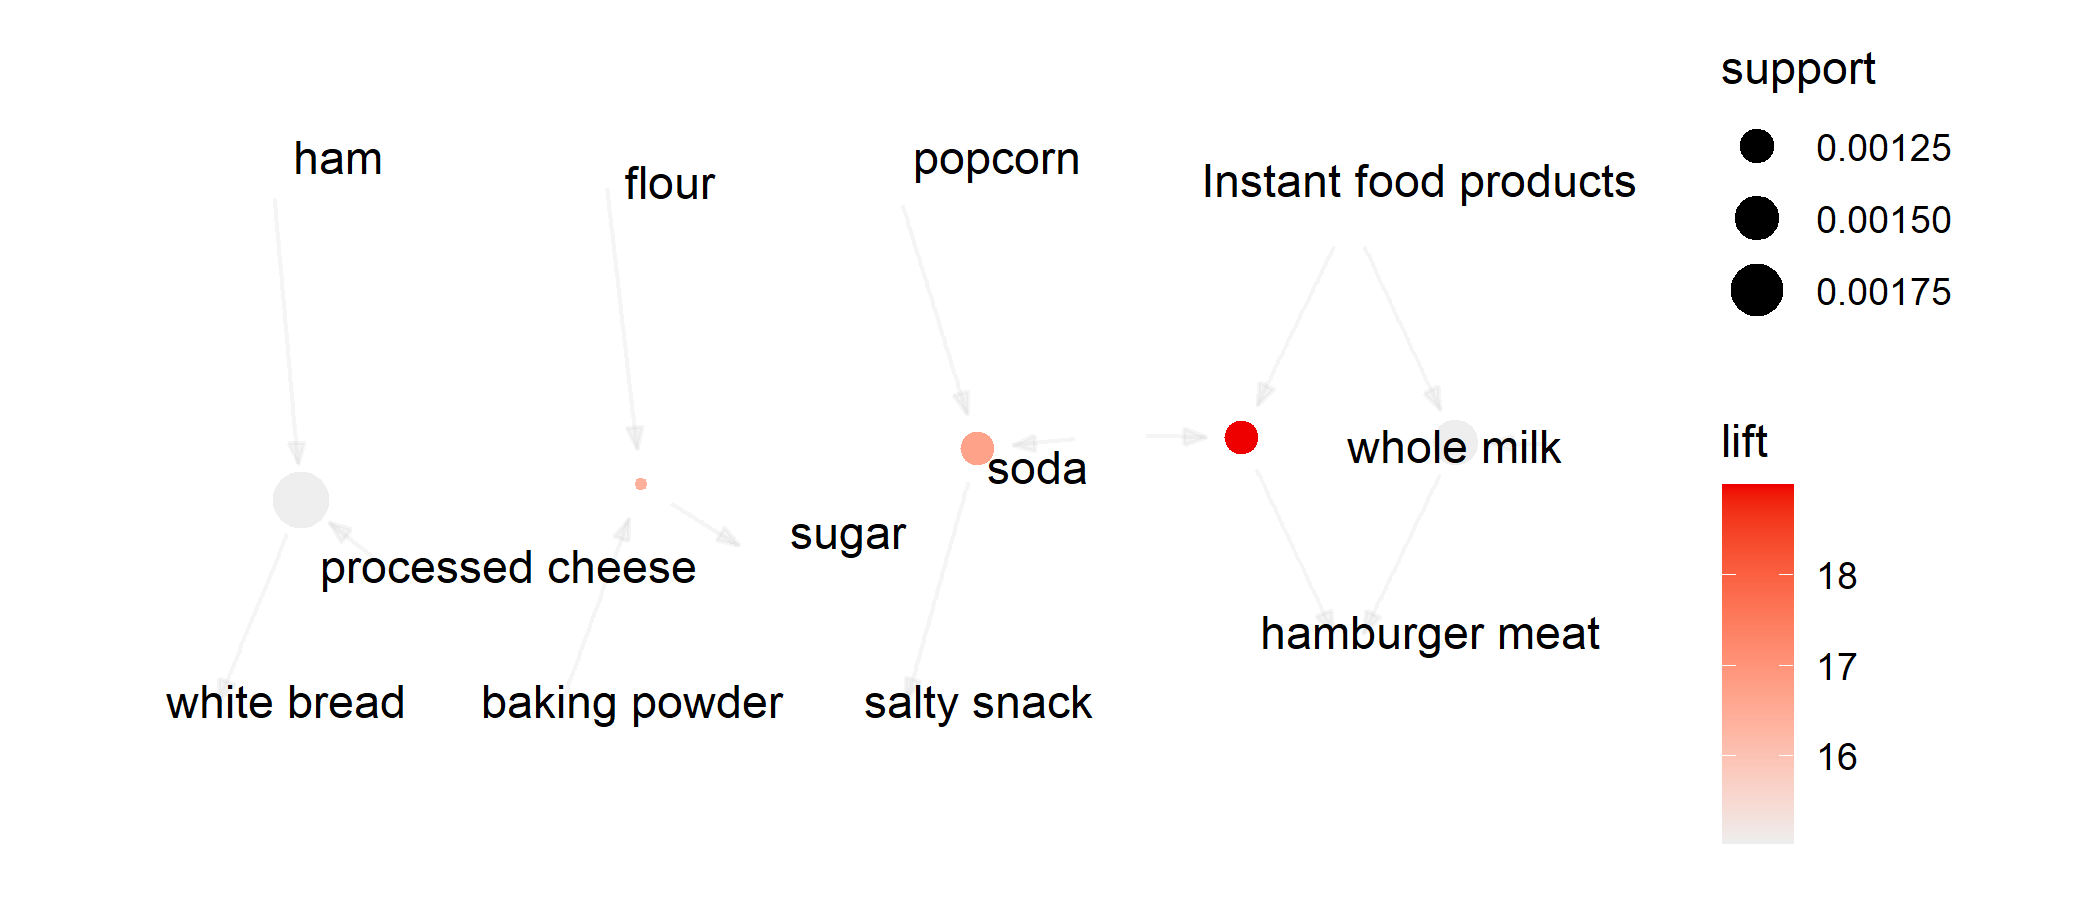 ham
flour
popcorn
Instant food products
soda
whole milk
sugar
processed cheese
hamburger meat
white bread
baking powder
salty snack
support
0.00125
0.00150
0.00175
lift
18
17
16